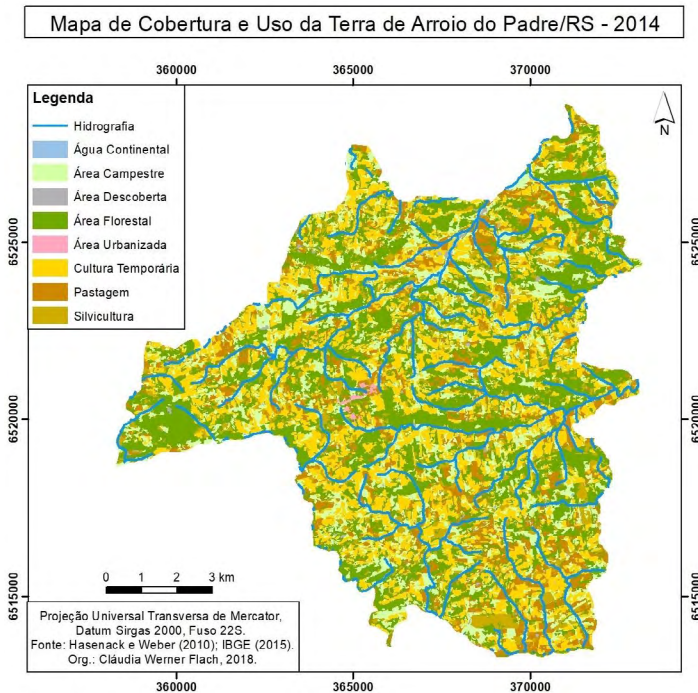 Mapa de Cobertura e Uso da Terra de Arroio do Padre/RS - 2014
360000
365000
370000
Legenda
Hidrografia
Água Continental
Área Campestre
Área Descoberta
Área Florestal
Área Urbanizada
Cultura Temporária
Pastagem
Silvicultura
N
6525000
6525000
6520000
6520000
6515000
6515000
0 1 2 3 km
Projeção Universal Transversa de Mercator,
Datum Sirgas 2000, Fuso 22S.
Fonte: Hasenack e Weber (2010); IBGE (2015).
Org.: Cláudia Werner Flach, 2018.
360000
365000
370000